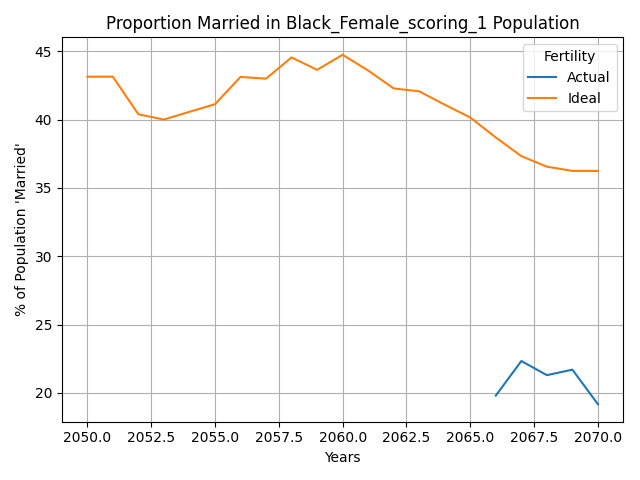 Proportion Married in Black_Female_scoring_1 Population
45
40
35
30
25
20
% of Population 'Married'
Fertility
Actual
Ideal
2050.0 2052.5 2055.0 2057.5 2060.0 2062.5 2065.0 2067.5 2070.0
Years